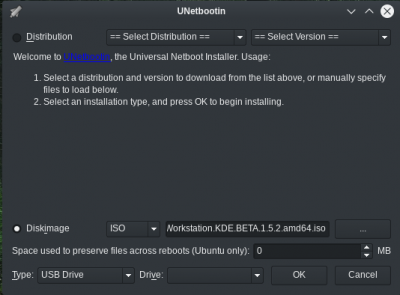 UNetbootin
Distribution == Select Distribution == == Select Version ==
Welcome to UNetbootin, the Universal Netboot Installer. Usage:
1. Select a distribution and version to download from the list above, or manually specify
files to load below.
2. Select an installation type, and press OK to begin installing.
Diskimage ISO Workstation.KDE.BETA.1.5.2.amd64.iso ...
Space used to preserve files across reboots (Ubuntu only): 0 MB
Type: USB Drive Drive: OK Cancel